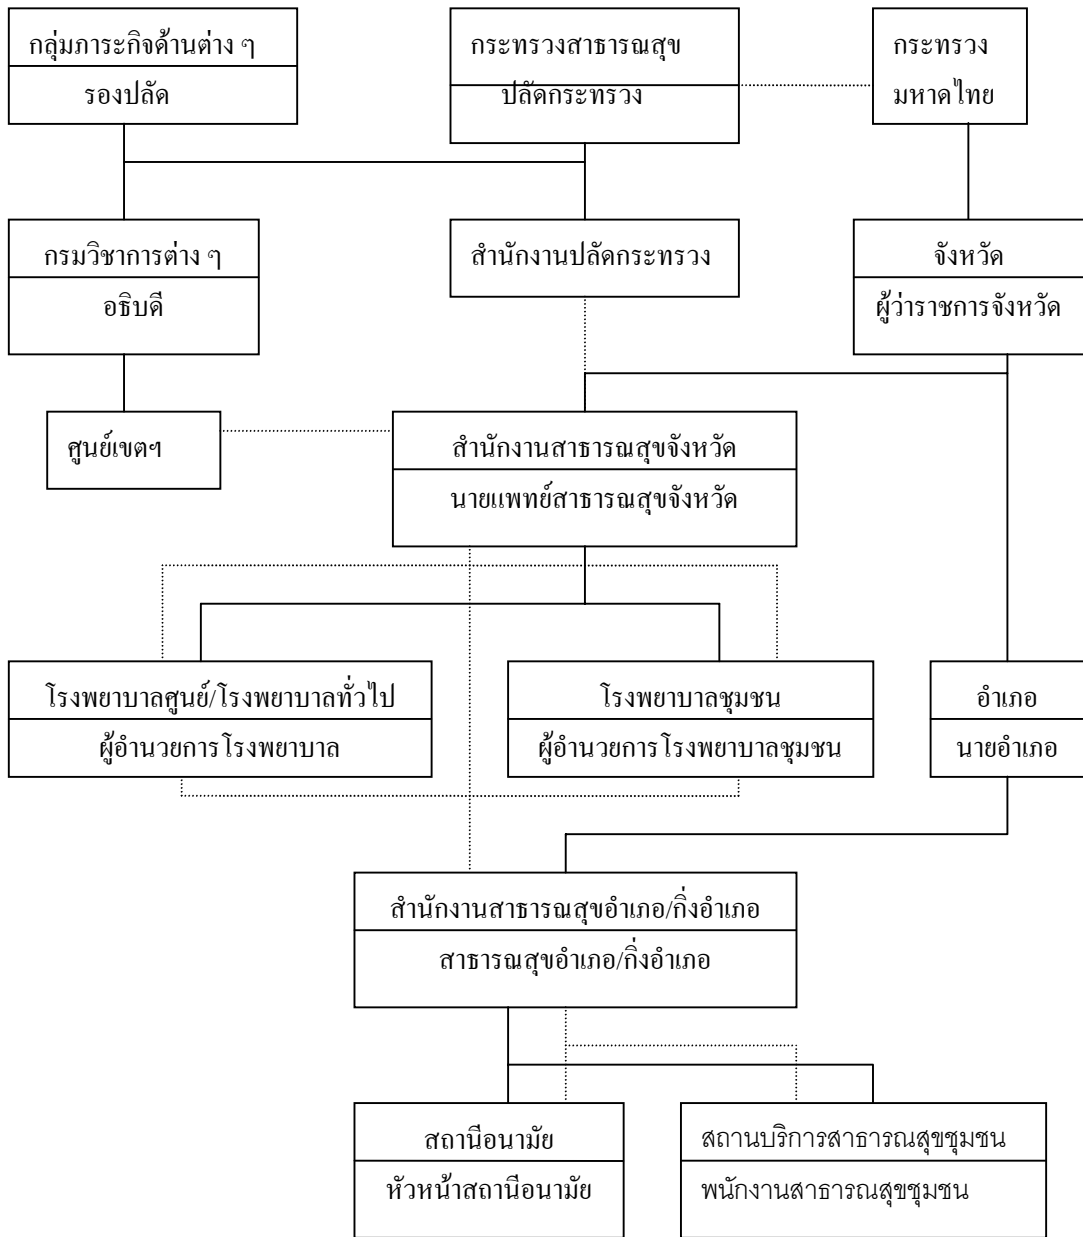 กลุ่มภาระกิจด้านต่าง ๆ
รองปลัด
กระทรวงสาธารณสุข
ปลัดกระทรวง
กระทรวง
มหาดไทย
กรมวิชาการต่าง ๆ
อธิบดี
สำนักงานปลัดกระทรวง
จังหวัด
ผู้ว่าราชการจังหวัด
ศูนย์เขตฯ
สำนักงานสาธารณสุขจังหวัด
นายแพทย์สาธารณสุขจังหวัด
โรงพยาบาลศูนย์/โรงพยาบาลทั่วไป
ผู้อำนวยการโรงพยาบาล
โรงพยาบาลชุมชน
ผู้อำนวยการโรงพยาบาลชุมชน
อำเภอ
นายอำเภอ
สำนักงานสาธารณสุขอำเภอ/กิ่งอำเภอ
สาธารณสุขอำเภอ/กิ่งอำเภอ
สถานีอนามัย
หัวหน้าสถานีอนามัย
สถานบริการสาธารณสุขชุมชน
พนักงานสาธารณสุขชุมชน